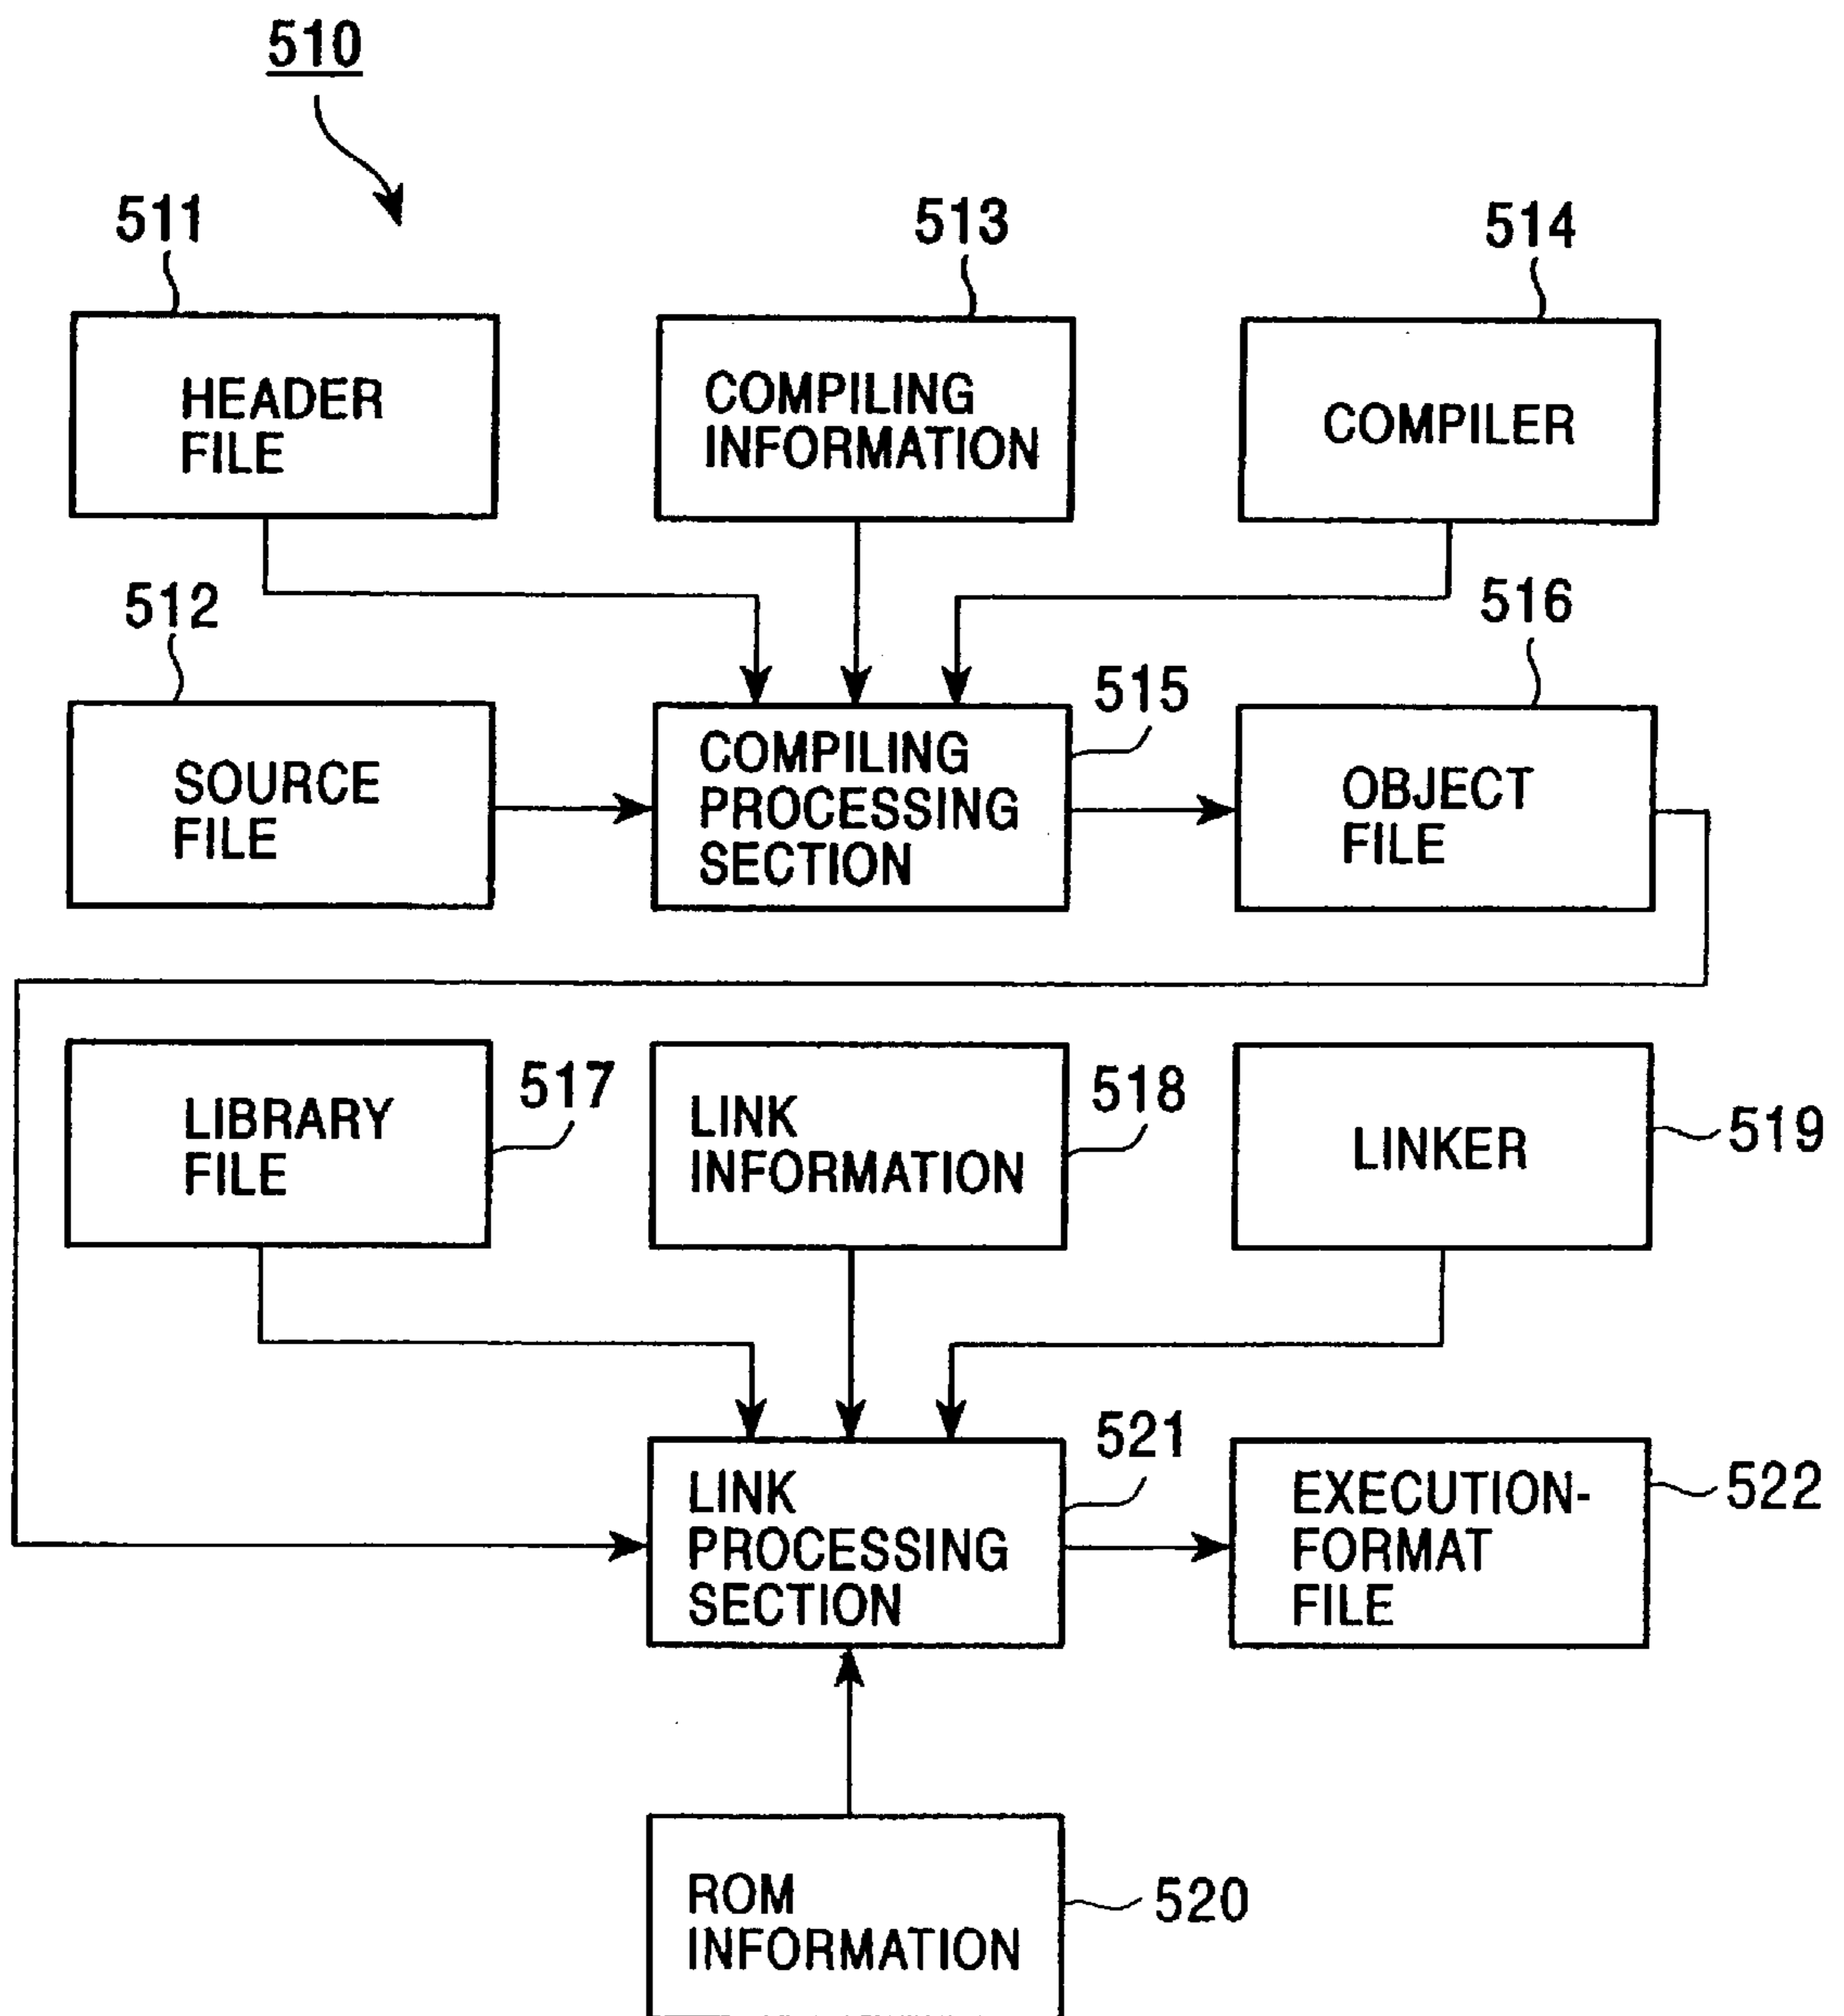 510
511
513
514
HEADER
FILE
COMPILING
INFORMATION
COMPILER
512
515
516
SOURCE
FILE
COMPILING
PROCESSING
SECTION
OBJECT
FILE
517
518
519
LIBRARY
FILE
LINK
INFORMATION
LINKER
521
522
LINK
PROCESSING
SECTION
EXECUTION-
FORMAT
FILE
ROM
INFORMATION
520